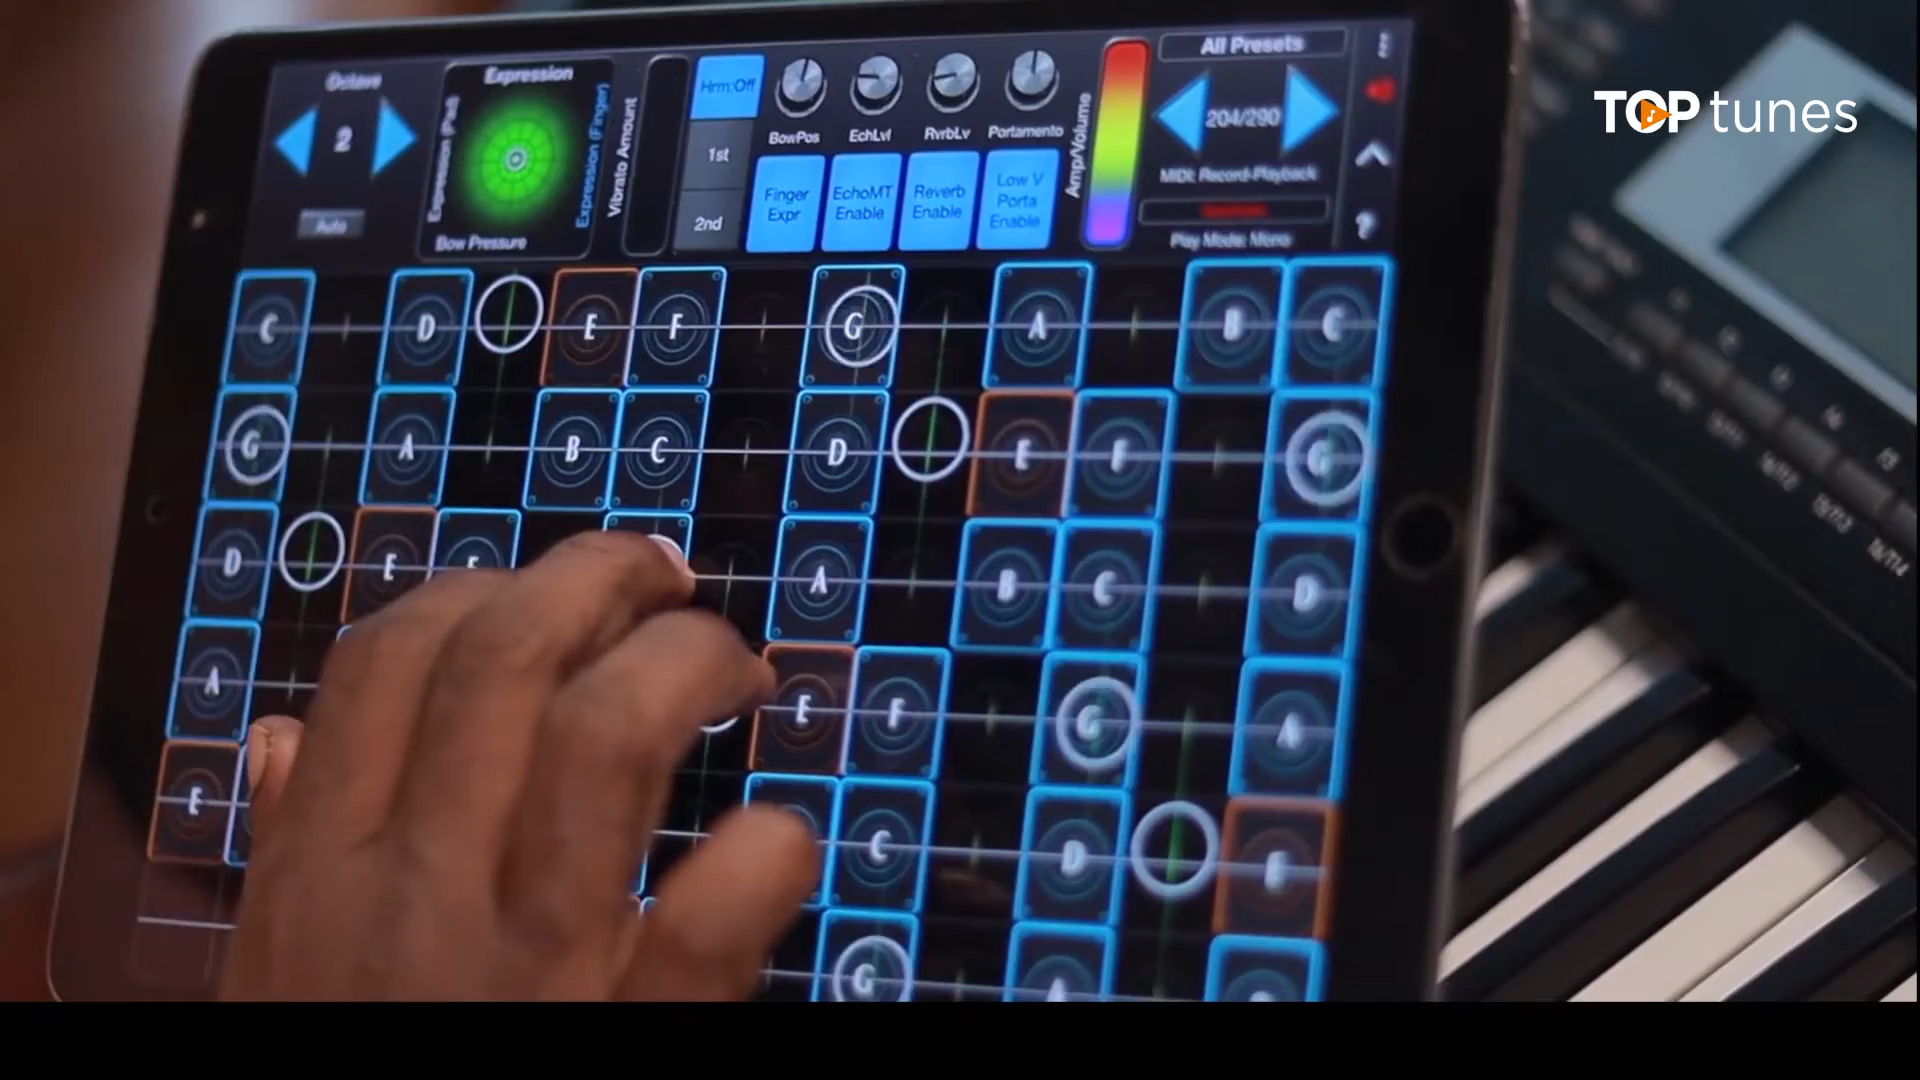 Octave
Expression
All Presets
TOP tunes
2
Expression (Pad)
Expression (Finger)
Vibrato Amount
Hrm:Off
BowPos
EchLvl
RvrbLv
Portamento
Amp/Volume
204/290
1st
Finger
Expr
EchoMT
Enable
Reverb
Enable
Low V
Porta
Enable
MIDI: Record-Playback
Auto
Bow Pressure
2nd
Play Mode: Mono
?
C D E F G A B C
G A B C D E F G
D E F A B C D
A E F G A
E C D E
G A